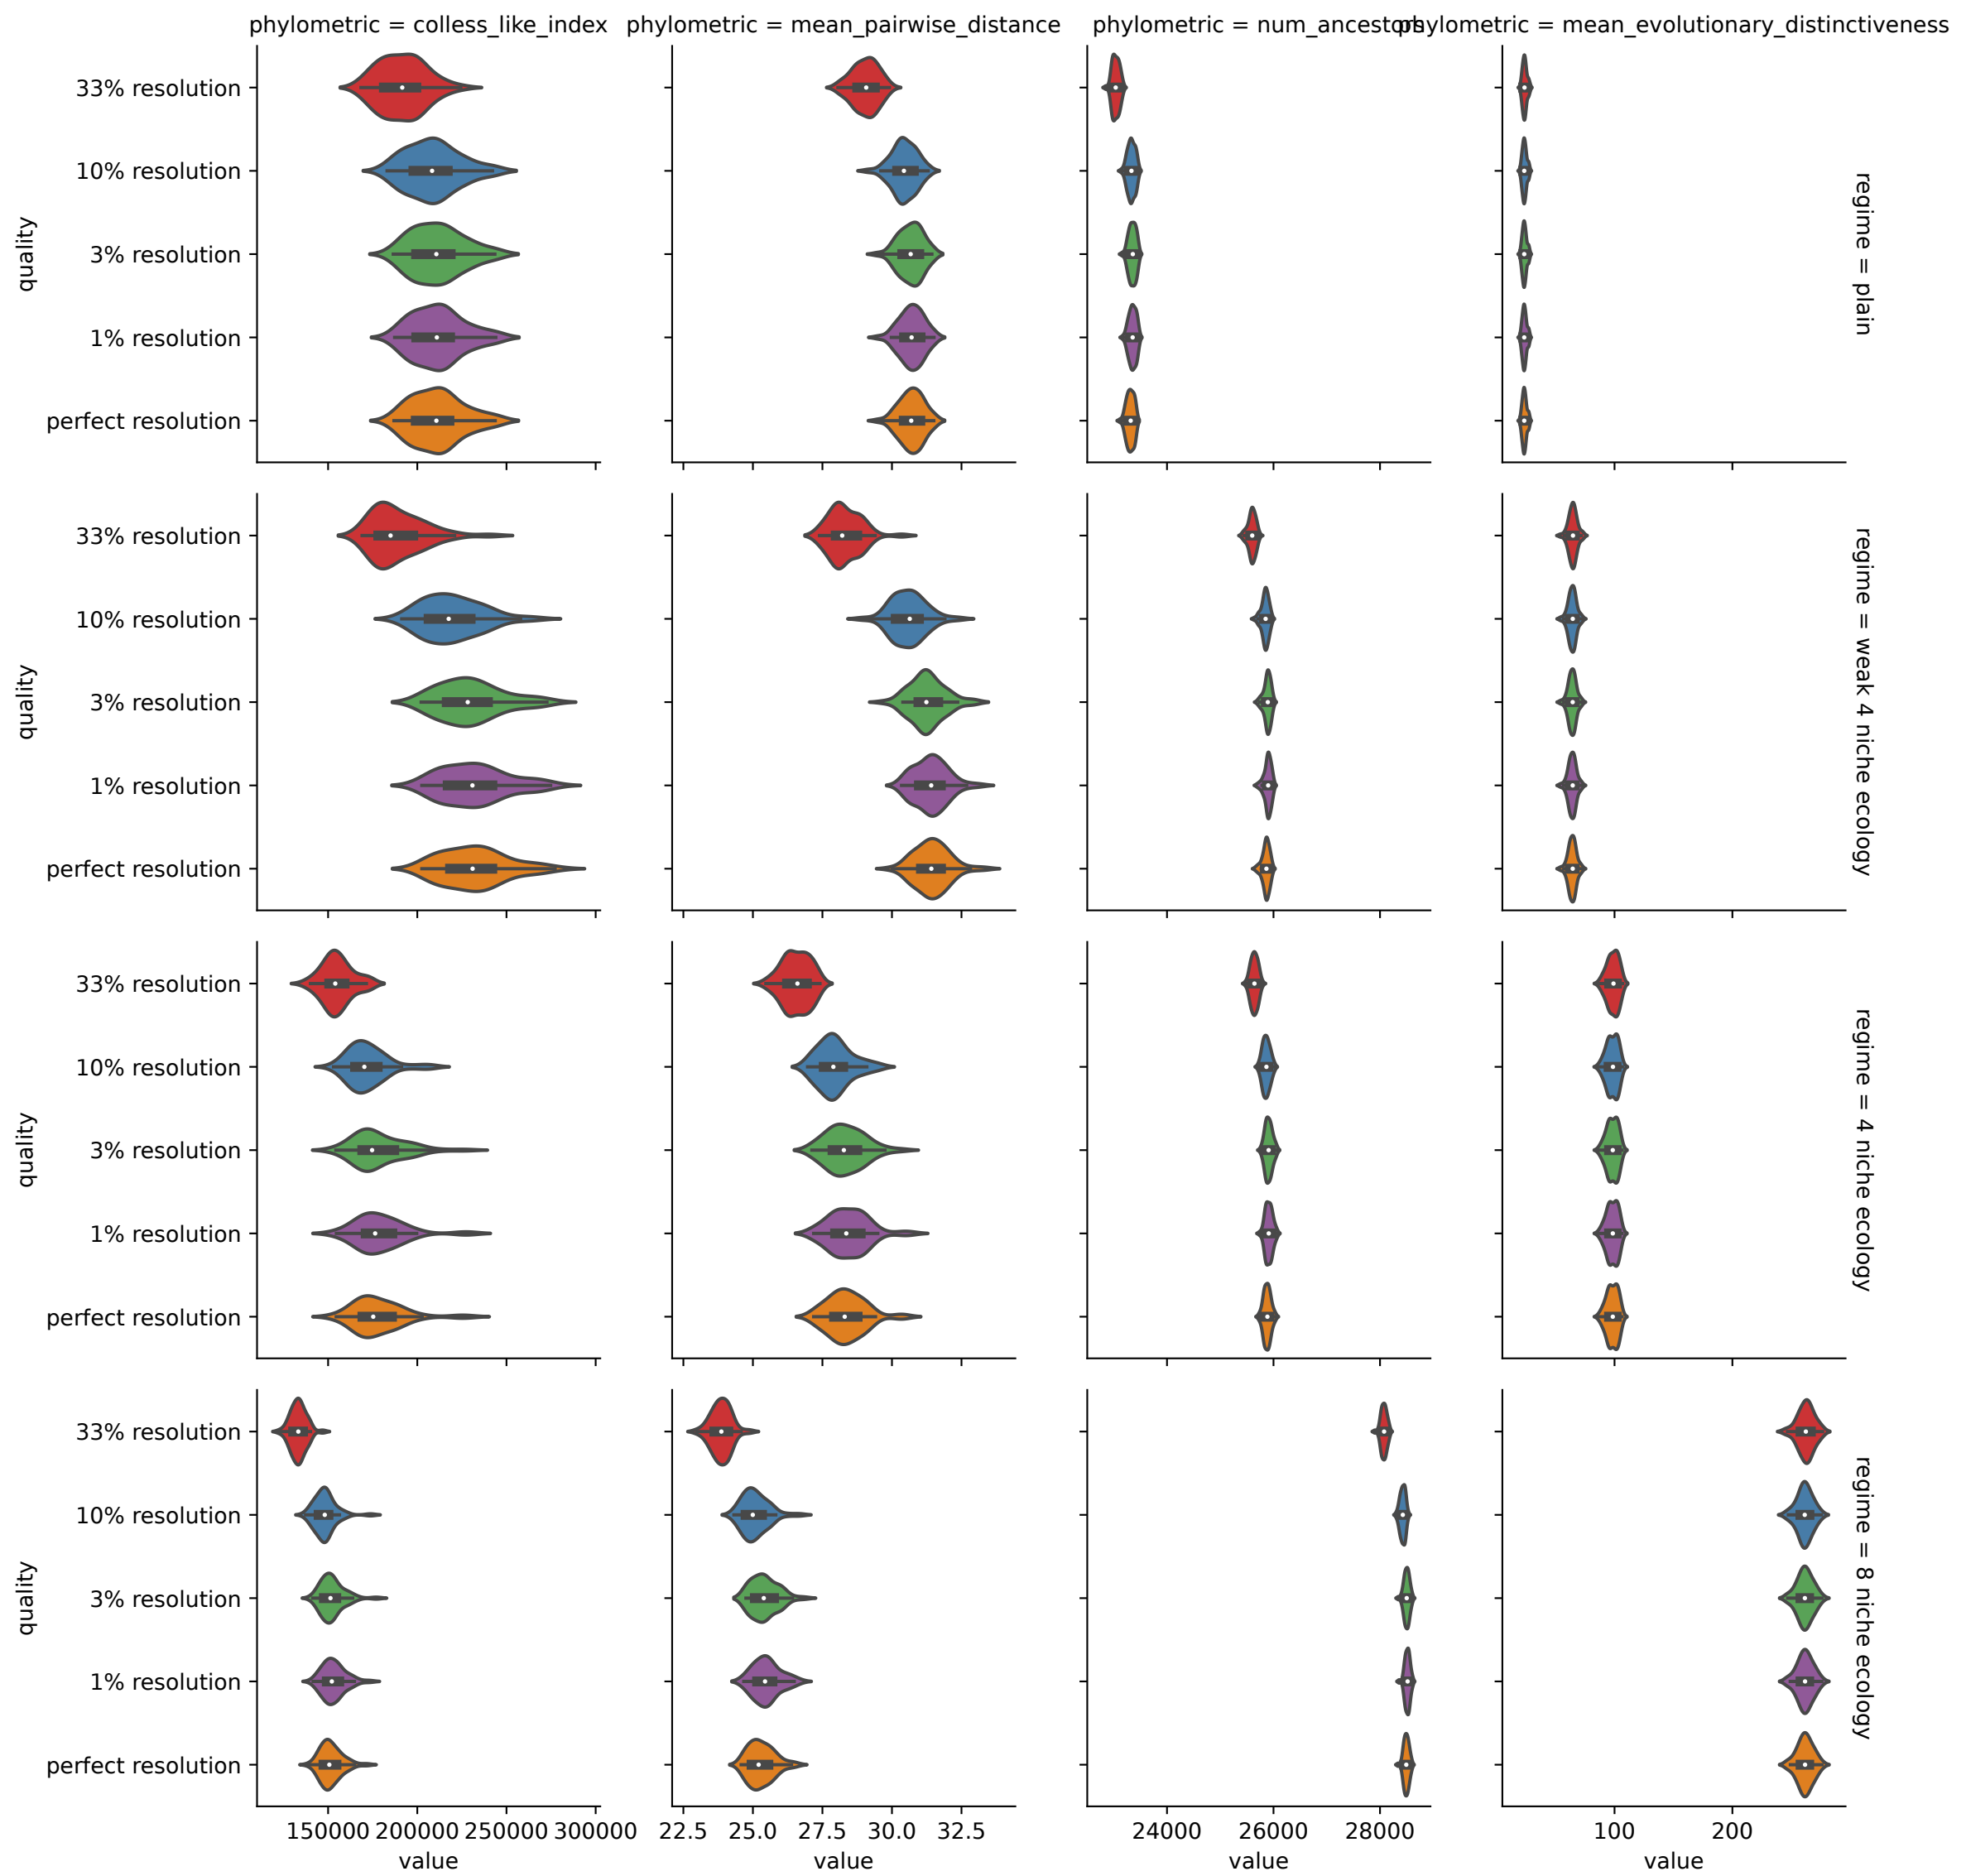 phylometric = colless_like_index
phylometric = mean_pairwise_distance
phylometric = num_ancestors
phylometric = mean_evolutionary_distinctiveness
quality
33% resolution
10% resolution
3% resolution
1% resolution
perfect resolution
regime = plain
quality
33% resolution
10% resolution
3% resolution
1% resolution
perfect resolution
regime = weak 4 niche ecology
quality
33% resolution
10% resolution
3% resolution
1% resolution
perfect resolution
regime = 4 niche ecology
quality
33% resolution
10% resolution
3% resolution
1% resolution
perfect resolution
regime = 8 niche ecology
150000 200000 250000 300000
22.5 25.0 27.5 30.0 32.5
24000 26000 28000
100 200
value
value
value
value